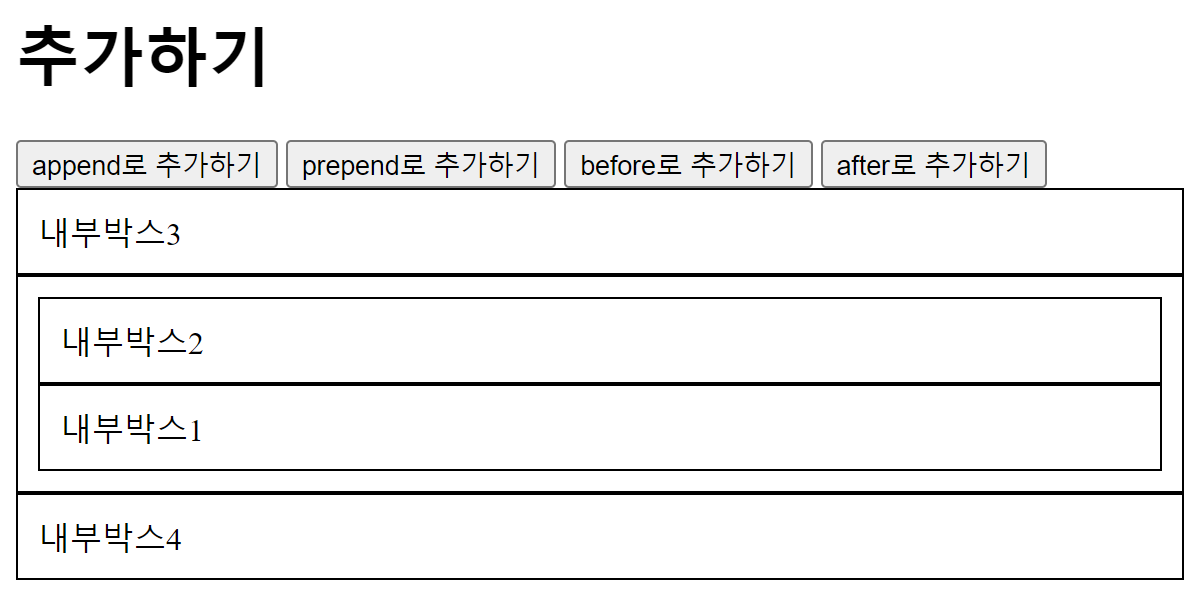 추가하기
append로 추가하기 prepend로 추가하기 before로 추가하기 after로 추가하기
내부박스3
내부박스2
내부박스1
내부박스4